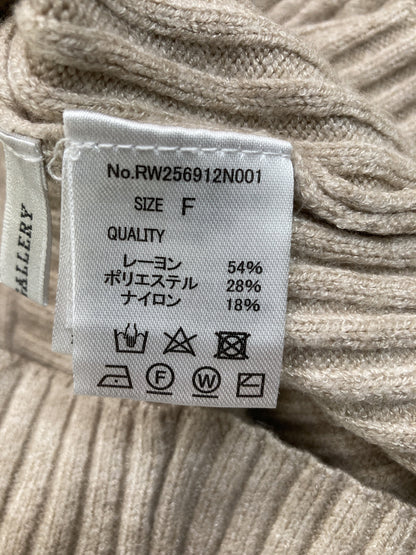 No.RW256912N001
SIZE F
QUALITY
レーヨン 54%
ポリエステル 28%
ナイロン 18%
F
W
GALLERY